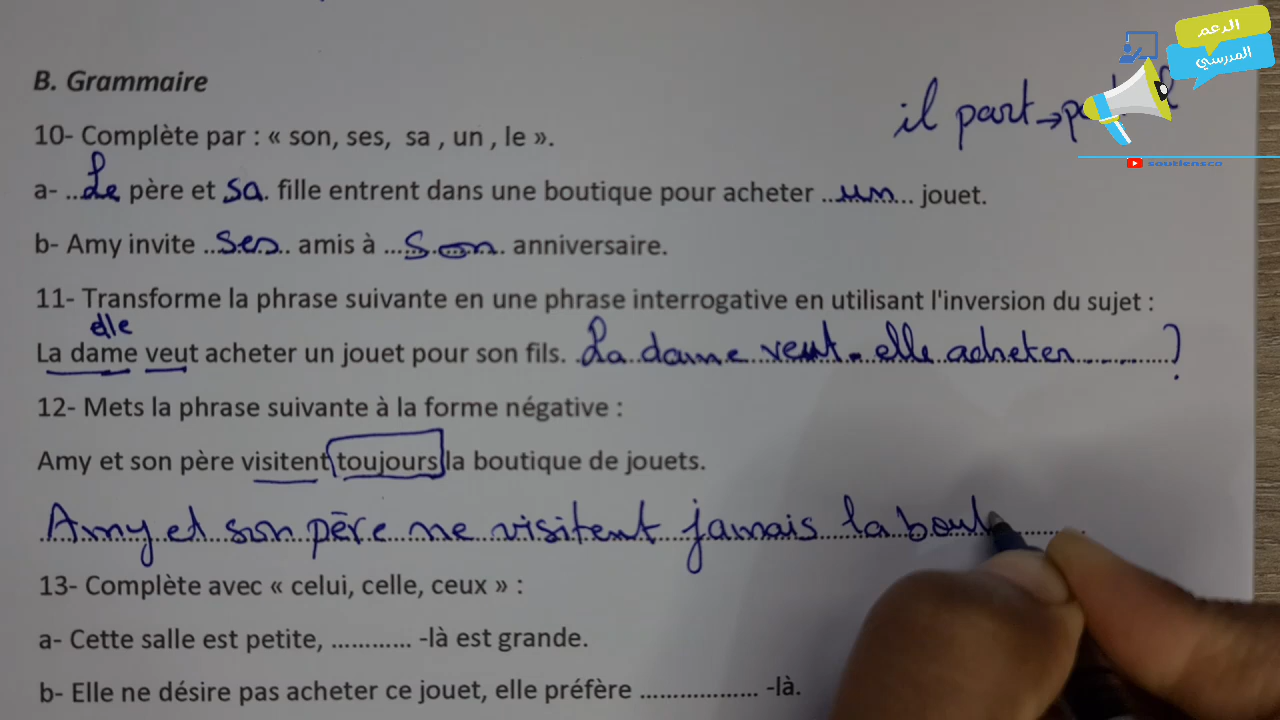 الدعم
المدرسي
B. Grammaire
il part →
soutiensco
10- Complète par : « son, ses, sa , un , le ».
a- ..Le père et sa. fille entrent dans une boutique pour acheter ..un... jouet.
b- Amy invite ..ses.. amis à ...son. anniversaire.
11- Transforme la phrase suivante en une phrase interrogative en utilisant l'inversion du sujet :
elle
La dame veut acheter un jouet pour son fils. La dame veut-elle acheter ........?
12- Mets la phrase suivante à la forme négative :
Amy et son père visitent toujours la boutique de jouets.
Amy et son père ne visitent jamais la bout
13- Complète avec « celui, celle, ceux » :
a- Cette salle est petite, ............ -là est grande.
b- Elle ne désire pas acheter ce jouet, elle préfère .................. -là.